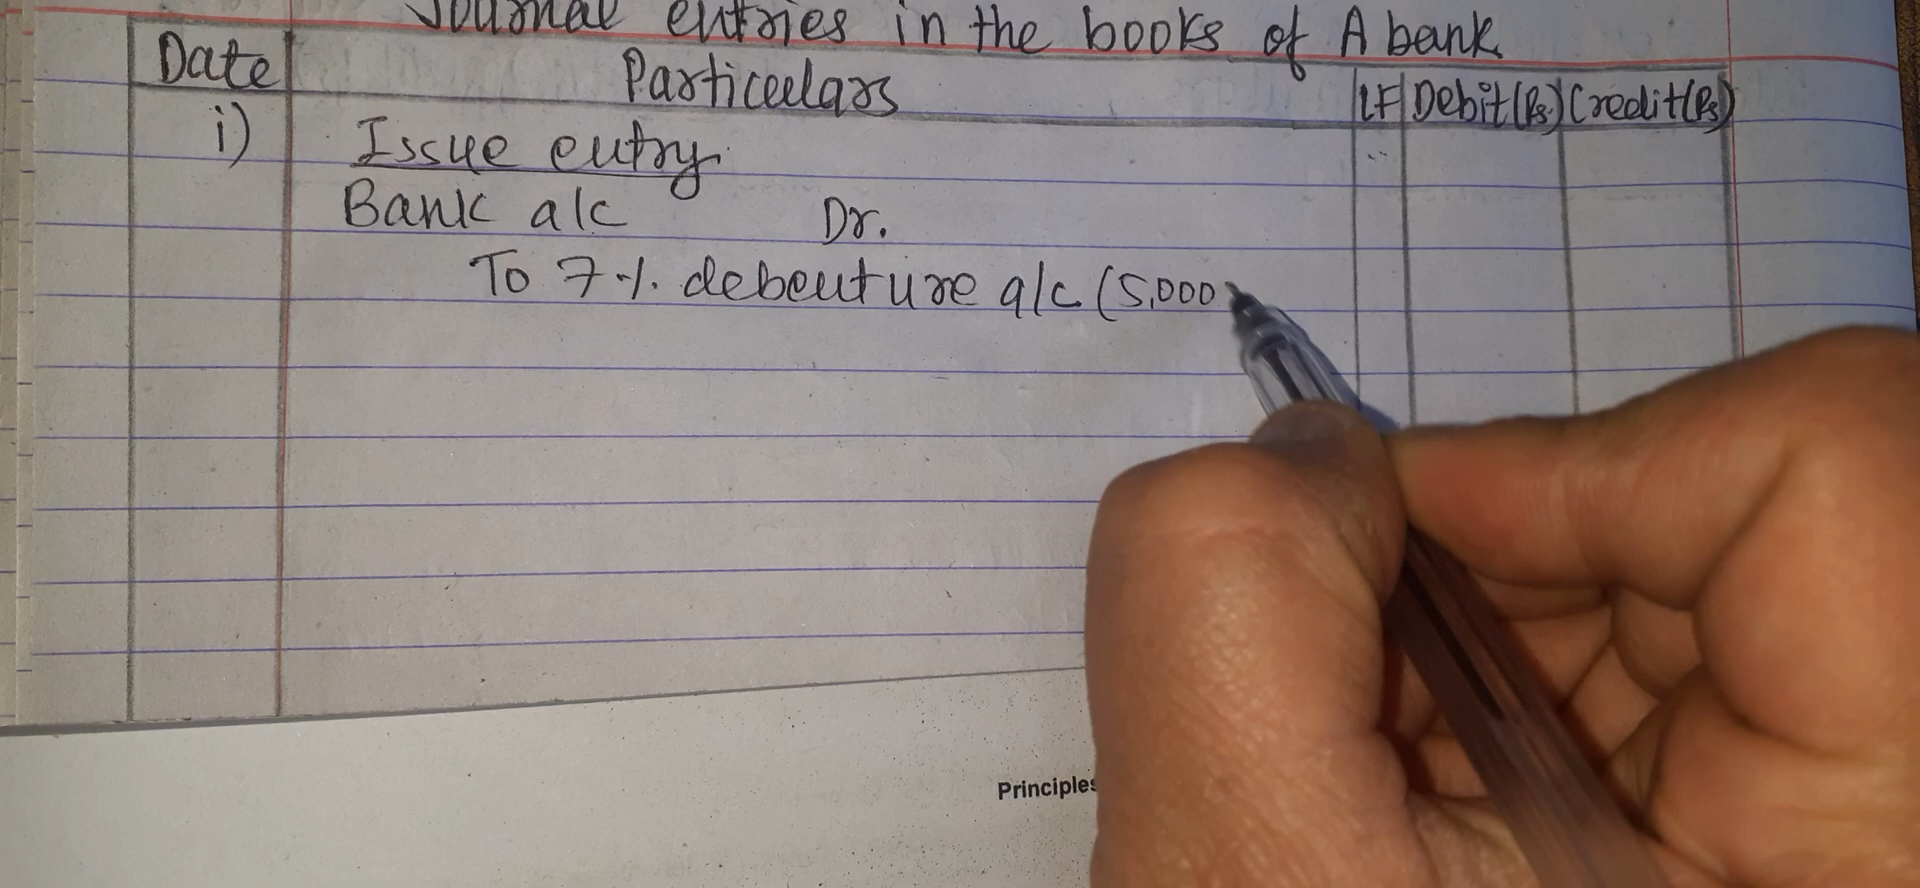 Journal entries in the books of A bank
Date Particulars LF Debit(Rs) Credit(Rs)
i) Issue entry
Bank a/c Dr.
To 7% debenture a/c (5,000
Principles